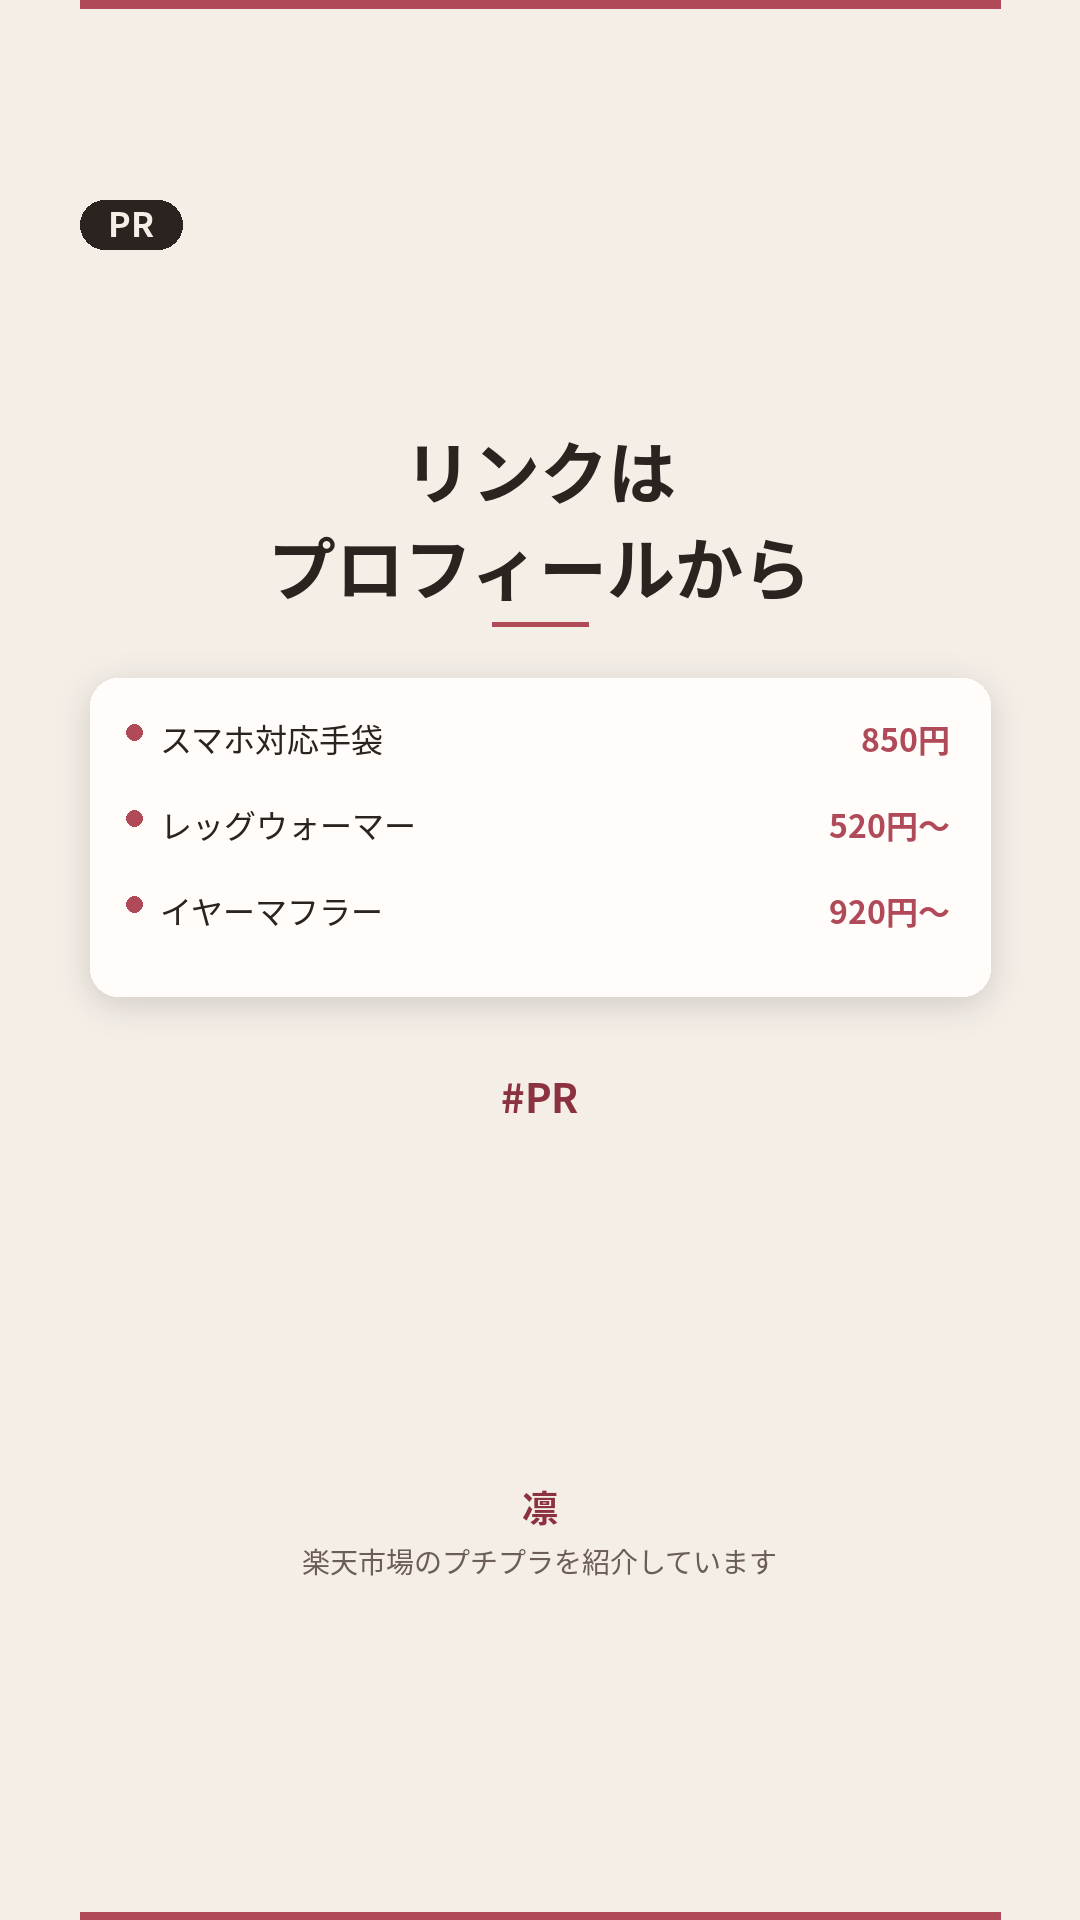 PR
リンクは
プロフィールから
スマホ対応手袋 850円
レッグウォーマー 520円〜
イヤーマフラー 920円〜
#PR
凛
楽天市場のプチプラを紹介しています